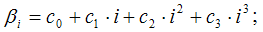 βᵢ = c₀ + c₁ · i + c₂ · i² + c₃ · i³ ;